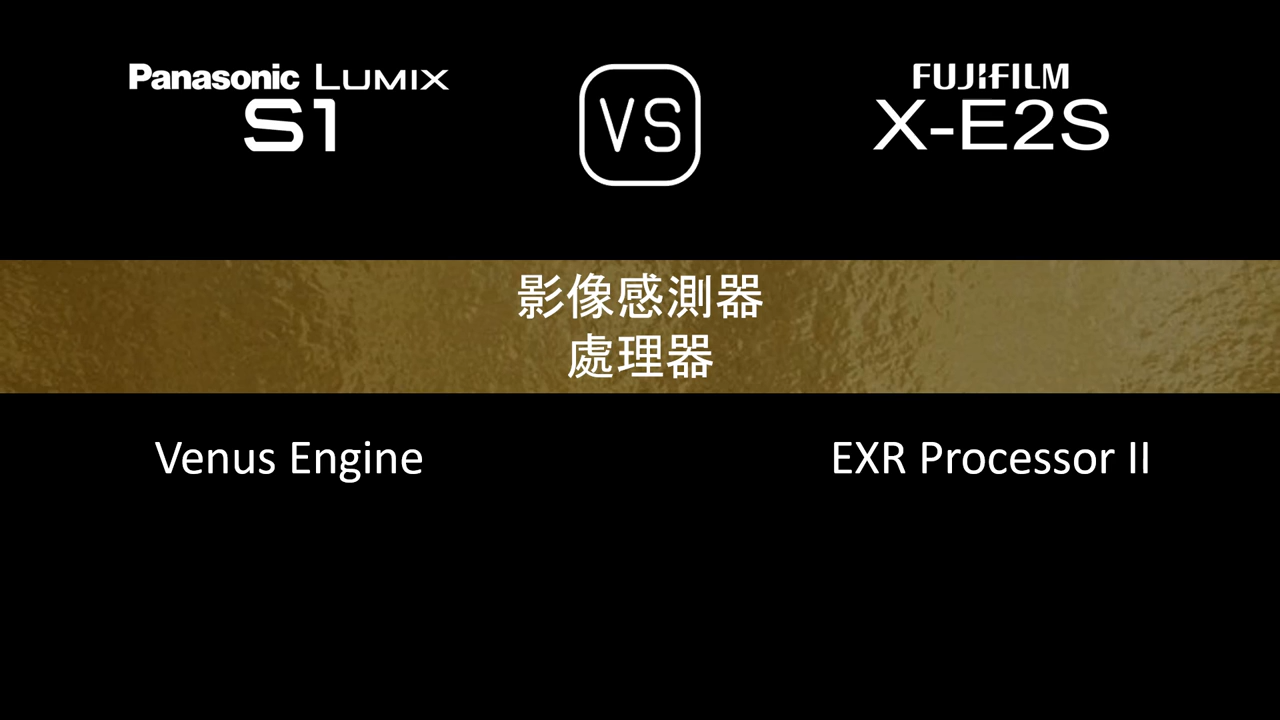 Panasonic LUMIX
S1
VS
FUJIFILM
X-E2S
影像感測器
處理器
Venus Engine
EXR Processor II